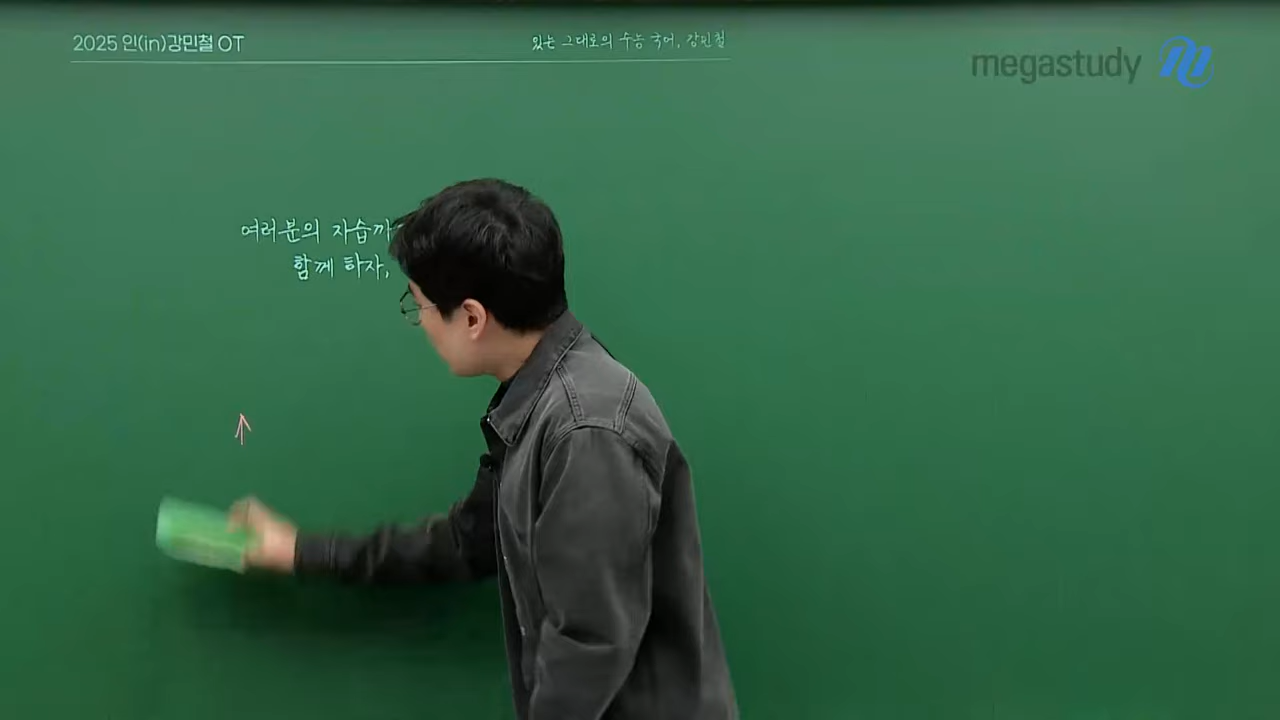 2025 인(in)강민철 OT
있는 그대로의 수능 국어, 강민철
megastudy
여러분의 자습까
함께 하자,